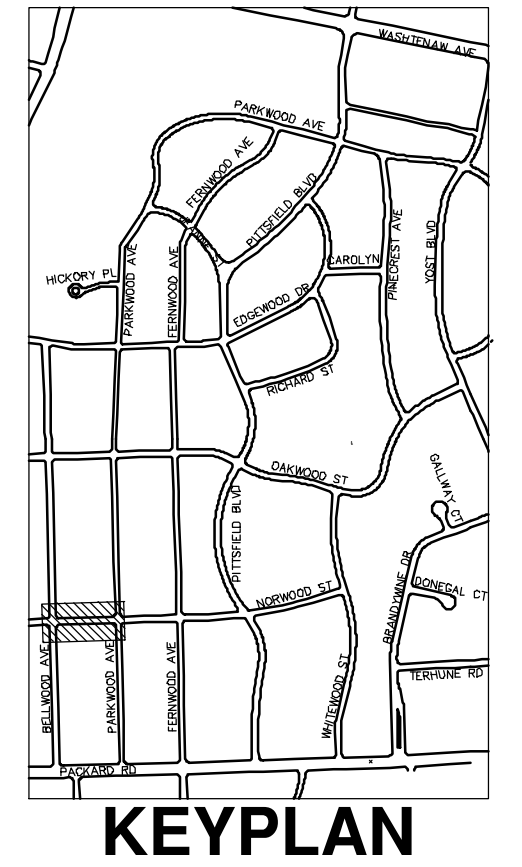 WASHTENAW AVE
PARKWOOD AVE
FERNWOOD AVE
PITTSFIELD BLVD
PINECREST AVE
YOST BLVD
CAROLYN
HICKORY PL
PARKWOOD AVE
FERNWOOD AVE
EDGEWOOD DR
RICHARD ST
OAKWOOD ST
GALLWAY CT
PITTSFIELD BLVD
BRANDYWINE DR
DONEGAL CT
NORWOOD ST
BELLWOOD AVE
PARKWOOD AVE
FERNWOOD AVE
WHITEWOOD ST
TERHUNE RD
PACKARD RD
KEYPLAN